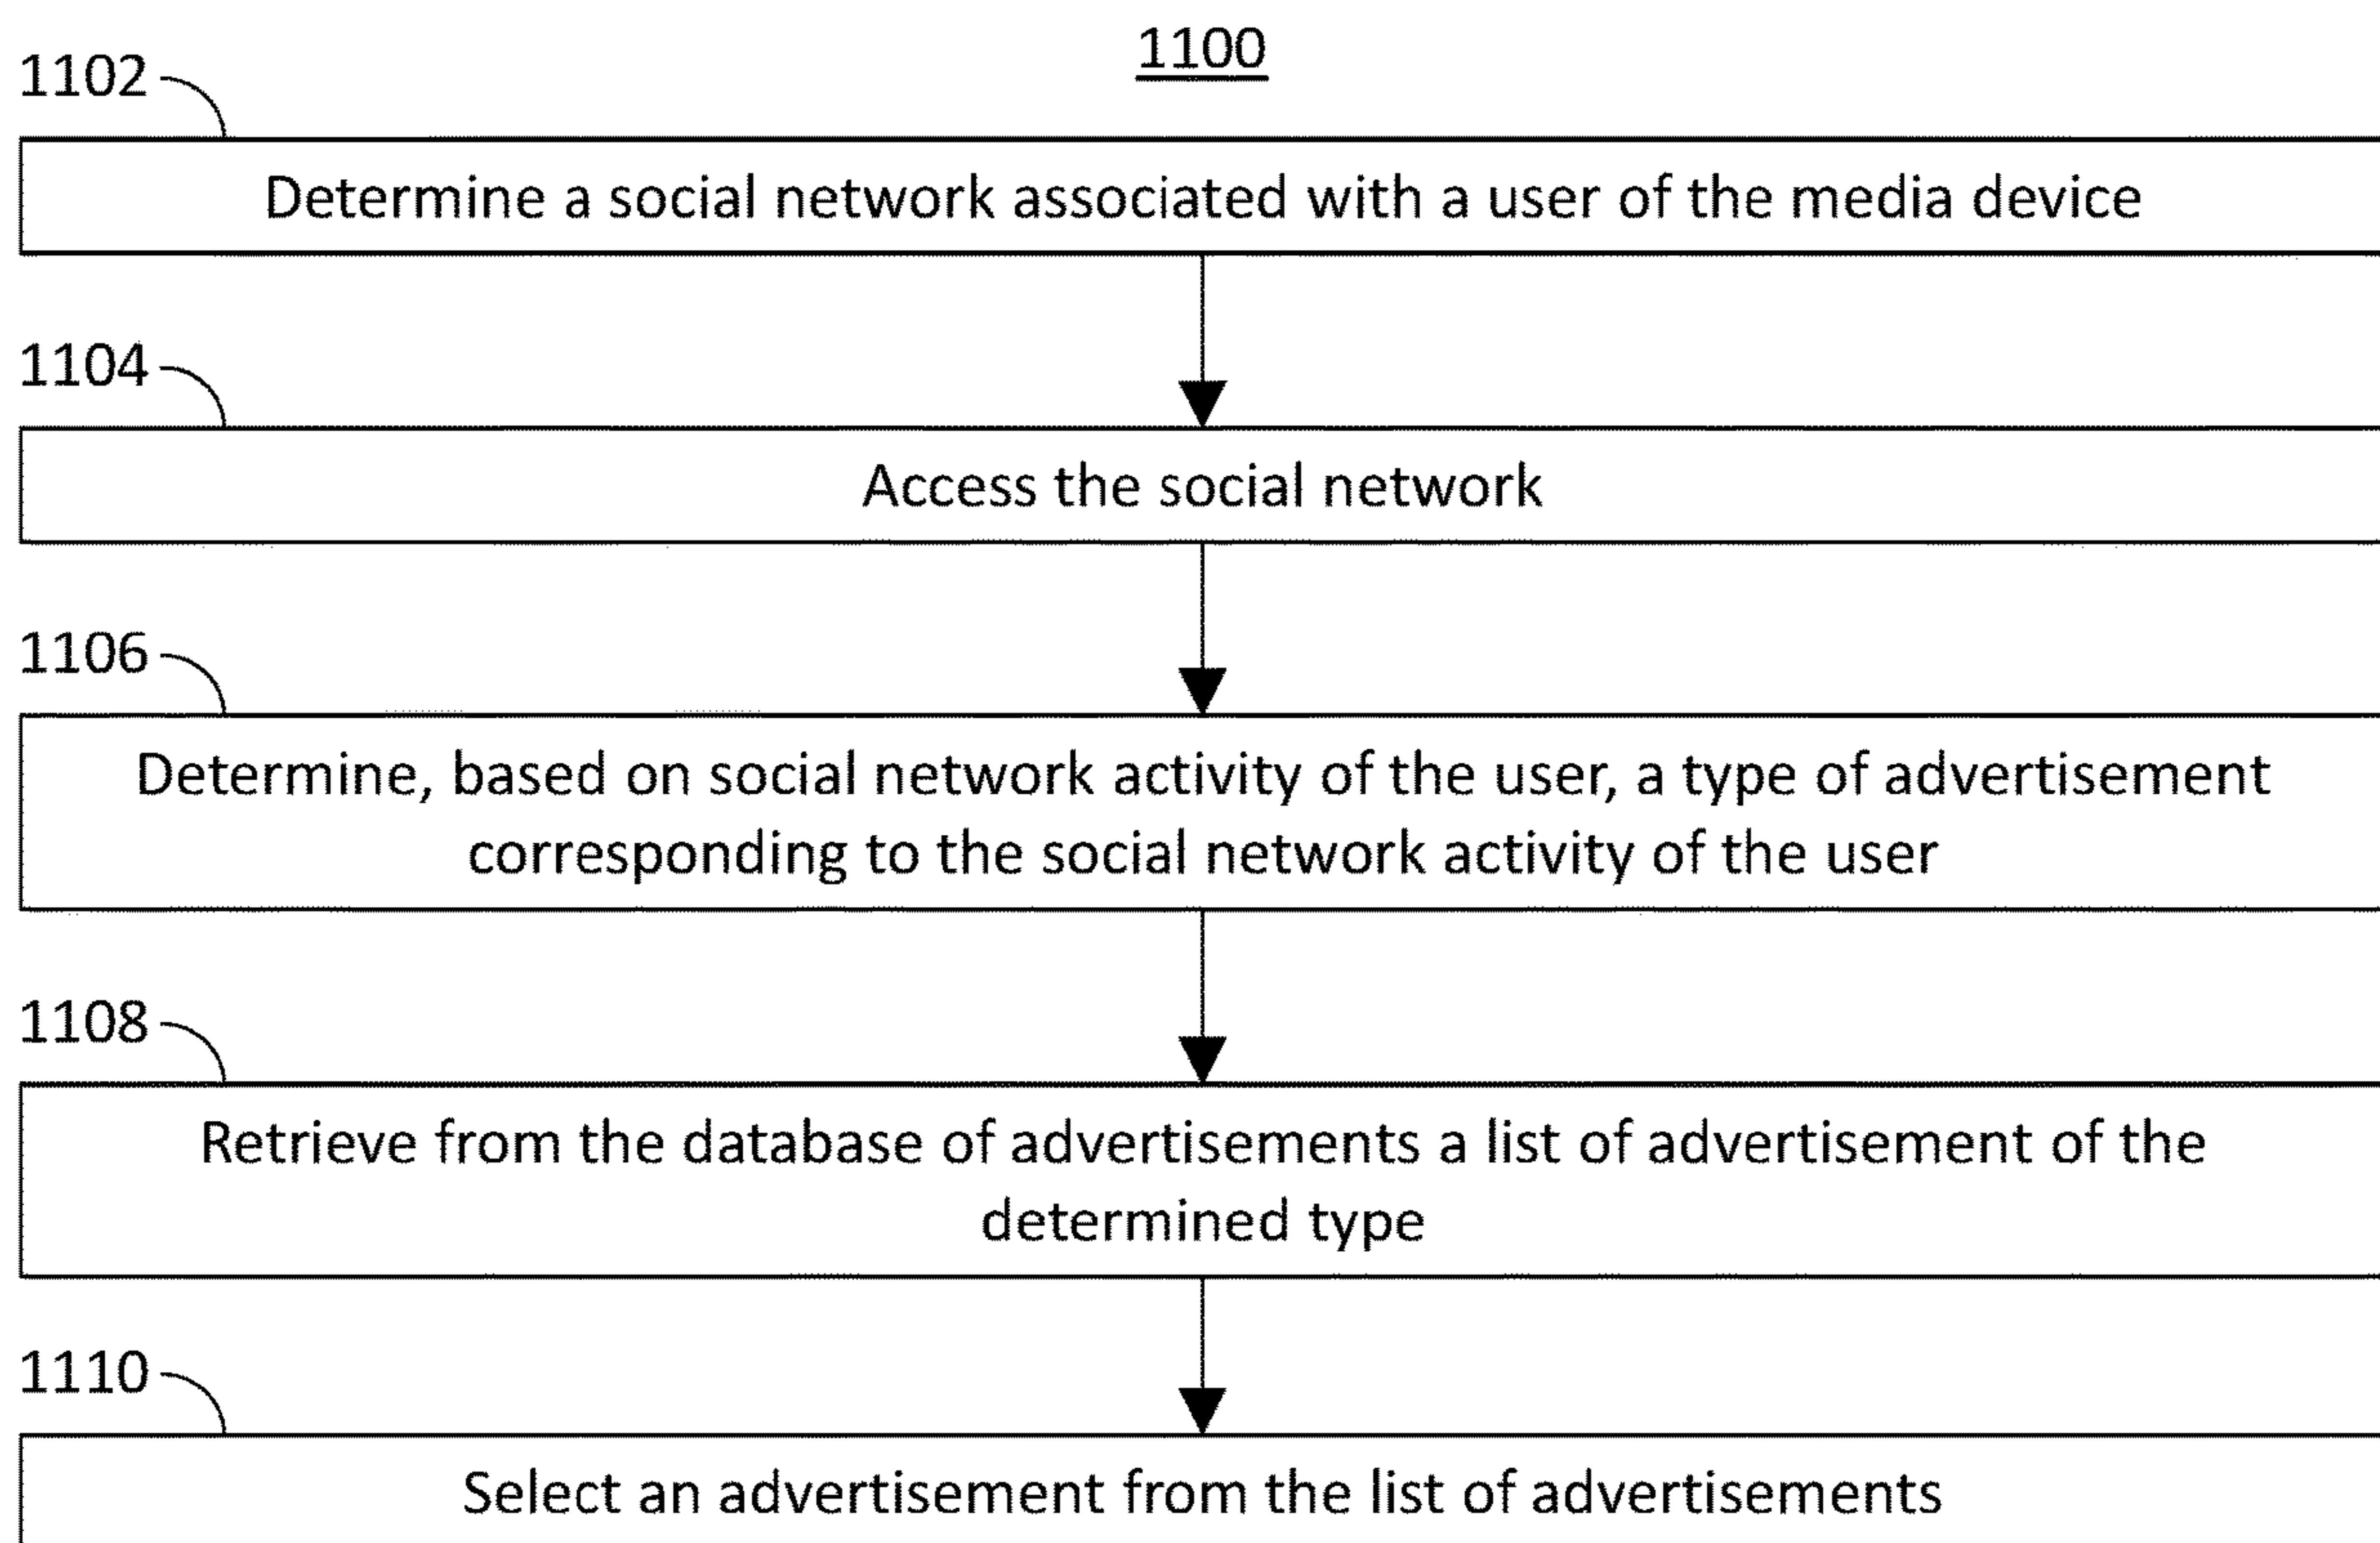 1100
1102
Determine a social network associated with a user of the media device
1104
Access the social network
1106
Determine, based on social network activity of the user, a type of advertisement
corresponding to the social network activity of the user
1108
Retrieve from the database of advertisements a list of advertisement of the
determined type
1110
Select an advertisement from the list of advertisements